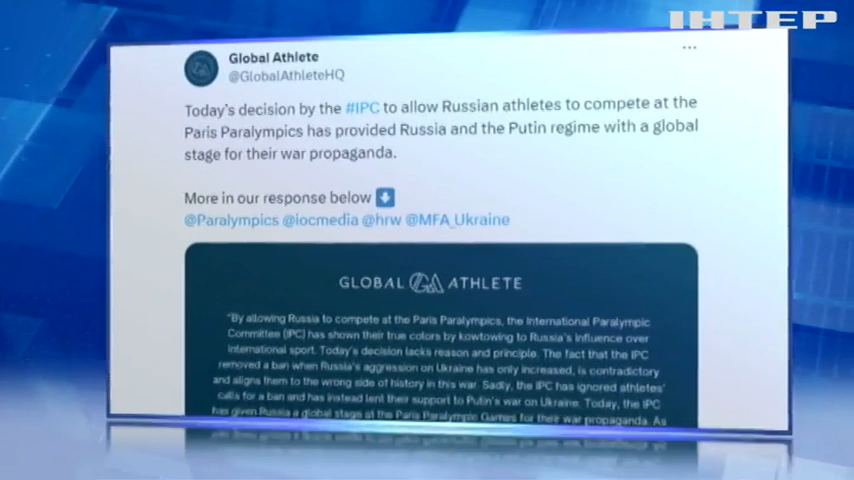 ІНТЕР
Global Athlete
@GlobalAthleteHQ
Today's decision by the #IPC to allow Russian athletes to compete at the
Paris Paralympics has provided Russia and the Putin regime with a global
stage for their war propaganda.
More in our response below
@Paralympics @iocmedia @hrw @MFA_Ukraine
GLOBAL GA ATHLETE
"By allowing Russia to compete at the Paris Paralympics, the International Paralympic
Committee (IPC) has shown their true colors by kowtowing to Russia's influence over
international sport. Today's decision lacks reason and principle. The fact that the IPC
removed a ban when Russia's aggression on Ukraine has only increased, is contradictory
and aligns them to the wrong side of history in this war. Sadly, the IPC has ignored athletes'
calls for a ban and has instead lent their support to Putin's war on Ukraine. Today, the IPC
has given Russia a global stage at the Paris Paralympic Games for their war propaganda. As